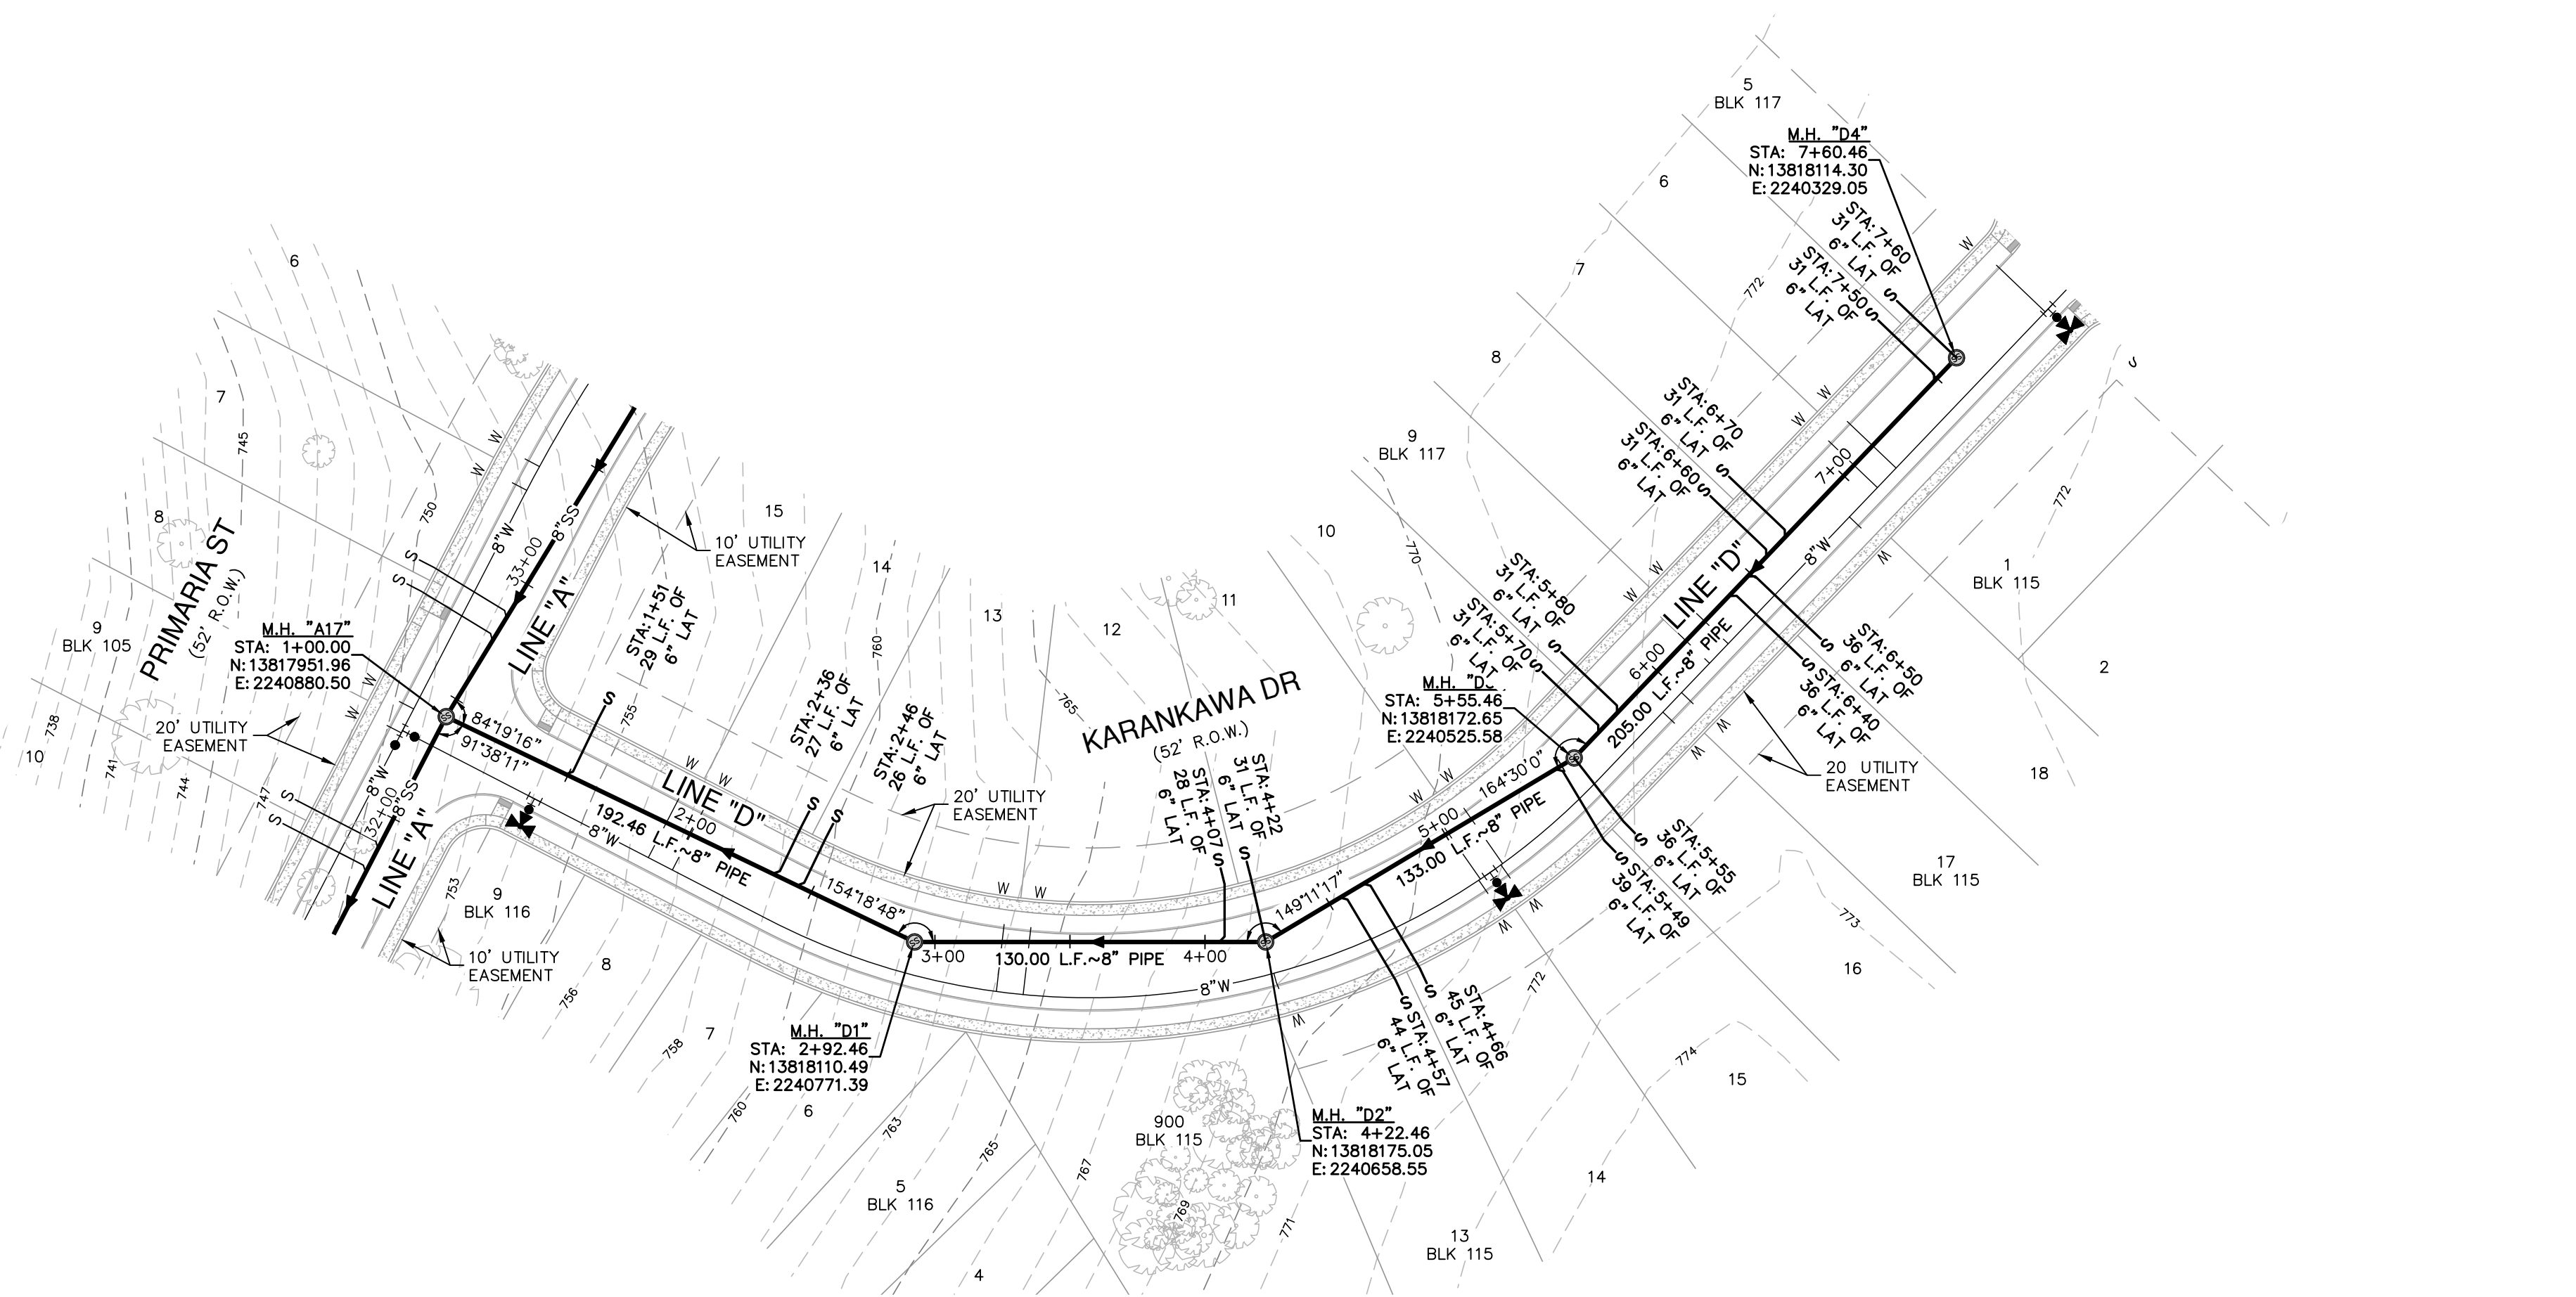 5
BLK 117
M.H. "D4"
STA: 7+60.46
N:13818114.30
E:2240329.05
6
STA:7+60
31 L.F. OF
6" LAT
S
STA:7+50
31 L.F. OF
6" LAT
S
W
7
772
8
W
W
STA:6+70
31 L.F. OF
6" LAT
S
STA:6+60
31 L.F. OF
6" LAT
S
9
BLK 117
7+00
6
7
745
W
W
750
8
PRIMARIA ST
(52' R.O.W.)
9
BLK 105
8"W
8"SS
33+00
LINE "A"
S
S
10' UTILITY
EASEMENT
15
14
13
12
11
10
770
760
765
755
STA:1+51
29 L.F. OF
6" LAT
S
STA:2+36
27 L.F. OF
6" LAT
S
STA:2+46
26 L.F. OF
6" LAT
S
M.H. "A17"
STA: 1+00.00
N:13817951.96
E:2240880.50
W
W
20' UTILITY
EASEMENT
10
738
741
744
747
84°19'16"
91°38'11"
8"W
32+00
8"SS
LINE "A"
S
S
W
W
LINE "D"
2+00
192.46 L.F.~8" PIPE
8"W
154°18'48"
20' UTILITY
EASEMENT
KARANKAWA DR
(52' R.O.W.)
STA:4+07
28 L.F. OF
6" LAT
S
STA:4+22
31 L.F. OF
6" LAT
S
W
W
3+00
130.00 L.F.~8" PIPE
4+00
8"W
149°11'17"
133.00 L.F.~8" PIPE
5+00
164°30'0"
W
W
STA:5+80
31 L.F. OF
6" LAT
S
STA:5+70
31 L.F. OF
6" LAT
S
M.H.
STA: 5+55.46
N:13818172.65
E:2240525.58
W
W
LINE "D"
6+00
205.00 L.F.~8" PIPE
8"W
W
S
772
1
BLK 115
2
STA:6+50
36 L.F. OF
6" LAT
S
STA:6+40
36 L.F. OF
6" LAT
S
W
W
20 UTILITY
EASEMENT
18
17
BLK 115
STA:5+55
36 L.F. OF
6" LAT
S
STA:5+49
39 L.F. OF
6" LAT
S
W
W
773
16
772
774
15
14
13
BLK 115
STA:4+66
45 L.F. OF
6" LAT
S
STA:4+57
44 L.F. OF
6" LAT
S
W
753
9
BLK 116
10' UTILITY
EASEMENT
8
756
7
758
M.H. "D1"
STA: 2+92.46
N:13818110.49
E:2240771.39
6
760
763
765
767
769
771
5
BLK 116
4
900
BLK 115
M.H. "D2"
STA: 4+22.46
N:13818175.05
E:2240658.55